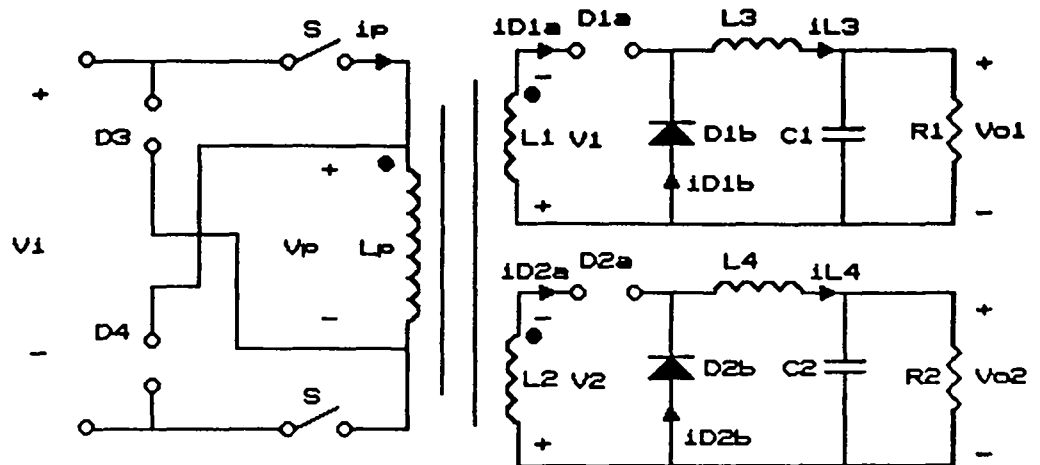 S ip iD1a D1a L3 iL3
+ - +
D3 L1 V1 D1b C1 R1 Vo1
+ iD1b
+ -
Vi Vp Lp iD2a D2a L4 iL4
- - +
D4 L2 V2 D2b C2 R2 Vo2
-
S + iD2b -